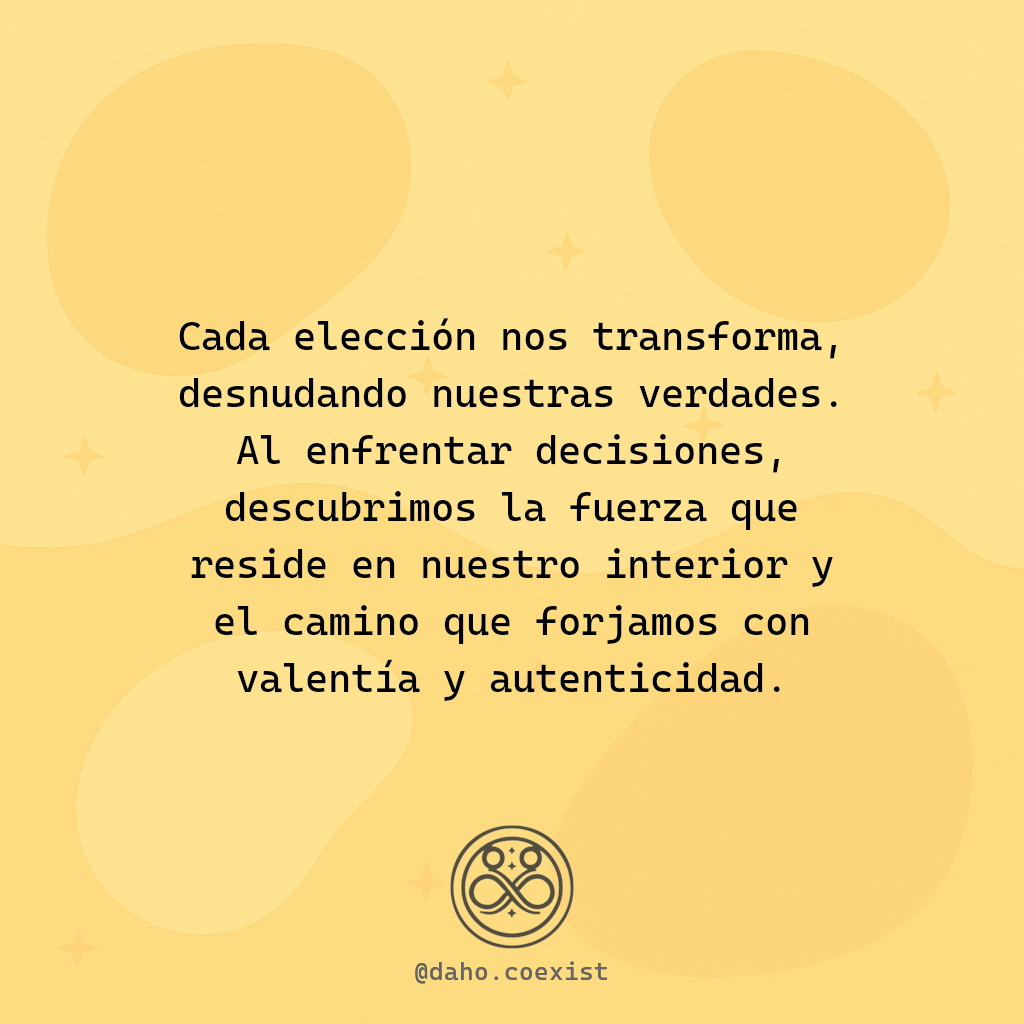 Cada elección nos transforma,
desnudando nuestras verdades.
Al enfrentar decisiones,
descubrimos la fuerza que
reside en nuestro interior y
el camino que forjamos con
valentía y autenticidad.
@daho.coexist